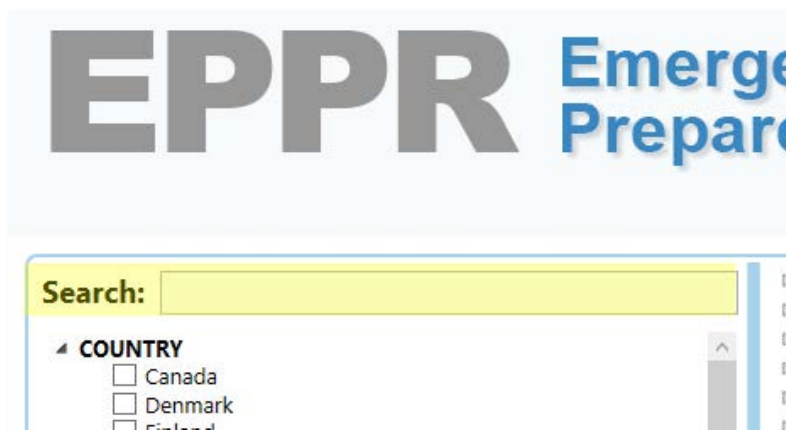 EPPR
Emerge
Prepar
Search:
COUNTRY
Canada
Denmark